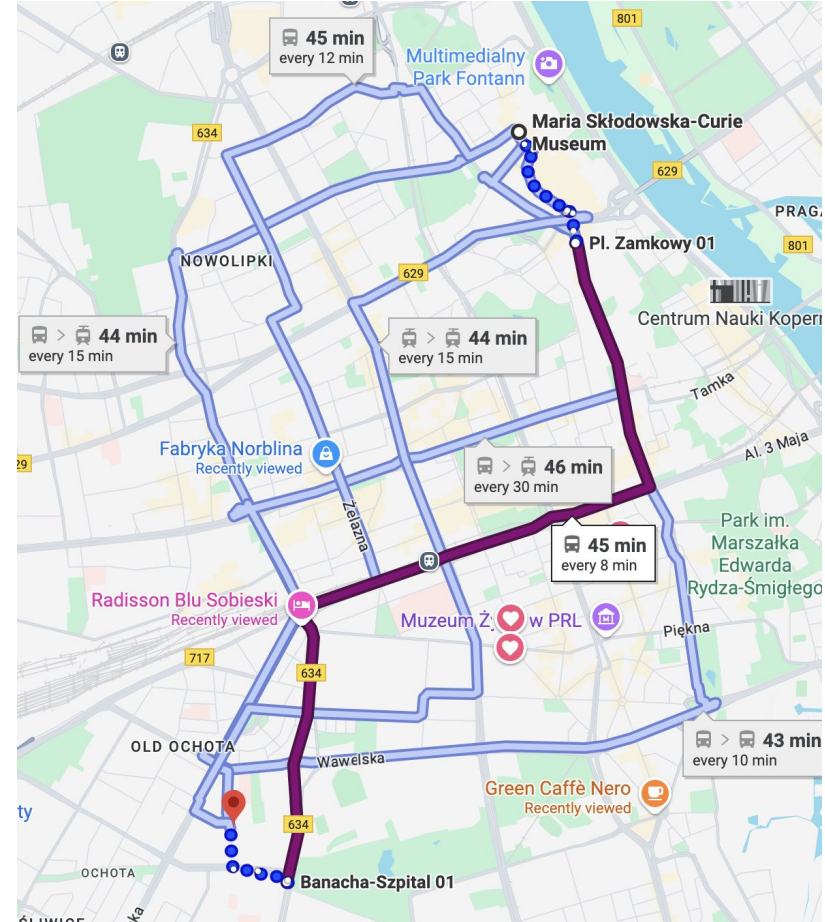 801
45 min
every 12 min
Multimedialny
Park Fontann
634
Maria Skłodowska-Curie
Museum
629
PRAG
Pl. Zamkowy 01
801
NOWOLIPKI
629
Centrum Nauki Kopern
44 min
every 15 min
44 min
every 15 min
Tamka
Al. 3 Maja
Fabryka Norblina
Recently viewed
29
46 min
every 30 min
Żelazna
Park im.
Marszałka
Edwarda
Rydza-Śmigłego
45 min
every 8 min
Radisson Blu Sobieski
Recently viewed
Muzeum Ż
w PRL
Piękna
717
634
OLD OCHOTA
43 min
every 10 min
Wawelska
Green Caffè Nero
Recently viewed
ty
634
OCHOTA
Banacha-Szpital 01
ka